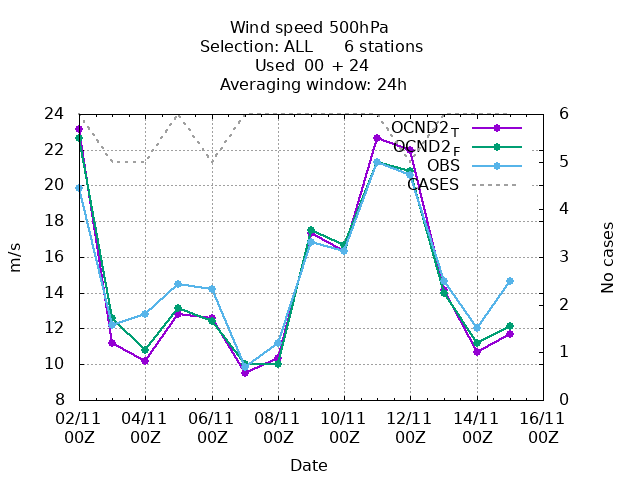 Wind speed 500hPa
Selection: ALL 6 stations
Used 00 + 24
Averaging window: 24h
24
22
20
18
16
14
12
10
8
m/s
6
5
4
3
2
1
0
No cases
OCND2T
OCND2F
OBS
CASES
02/11 04/11 06/11 08/11 10/11 12/11 14/11 16/11
00Z 00Z 00Z 00Z 00Z 00Z 00Z 00Z
Date